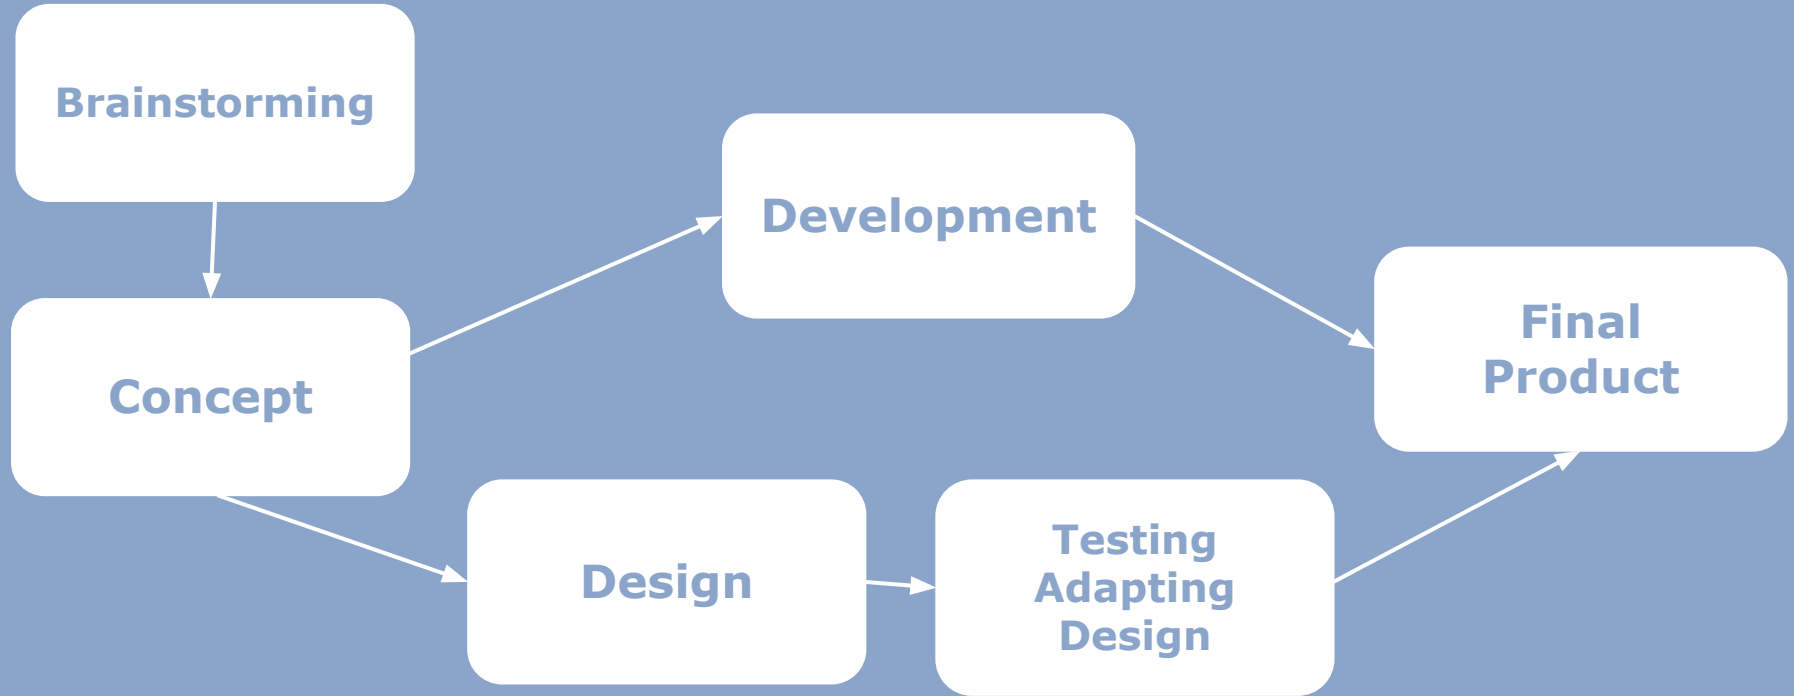 Brainstorming
Concept
Development
Design
Testing
Adapting
Design
Final
Product